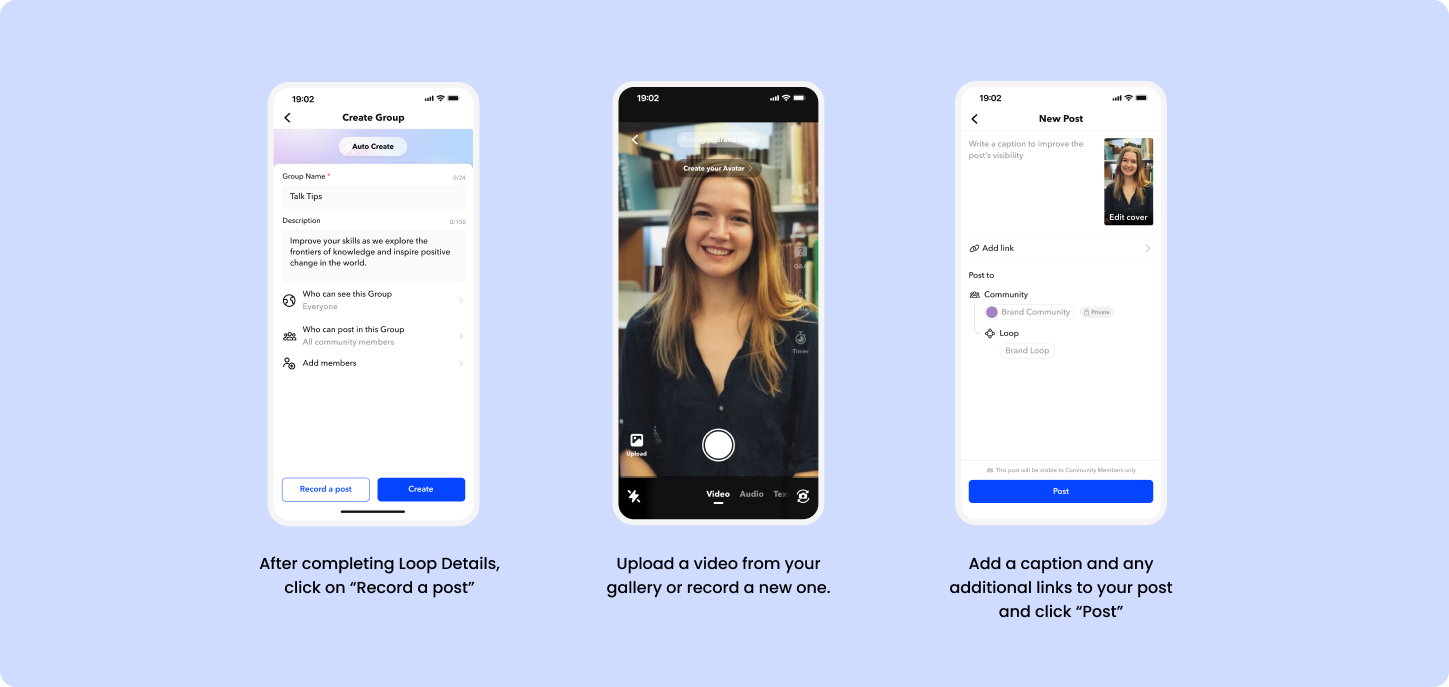 19:02
Create Group
Auto Create
Group Name *
0/24
Talk Tips
Description
0/150
Improve your skills as we explore the
frontiers of knowledge and inspire positive
change in the world.
Who can see this Group
Everyone
Who can post in this Group
All community members
Add members
Record a post
Create
After completing Loop Details,
click on “Record a post”
19:02
Create your Avatar
Q&A
Timer
Upload
Video Audio Tex
Upload a video from your
gallery or record a new one.
19:02
New Post
Write a caption to improve the
post's visibility
Edit cover
Add link
Post to
Community
Brand Community
Private
Loop
Brand Loop
This post will be visible to Community Members only
Post
Add a caption and any
additional links to your post
and click “Post”